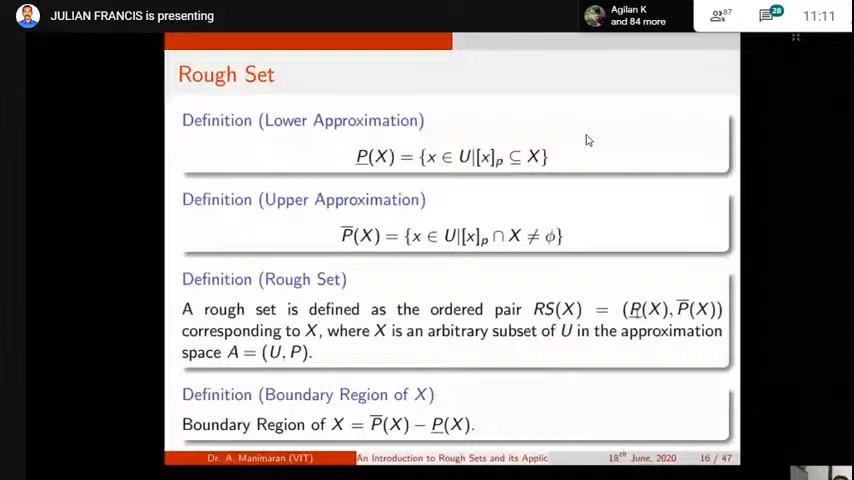 JULIAN FRANCIS is presenting
Agilan K
and 84 more
87
28
11:11
Rough Set
Definition (Lower Approximation)
P̲(X) = {x ∈ U|[x]ₚ ⊆ X}
Definition (Upper Approximation)
P̅(X) = {x ∈ U|[x]ₚ ∩ X ≠ ϕ}
Definition (Rough Set)
A rough set is defined as the ordered pair RS(X) = (P̲(X), P̅(X))
corresponding to X, where X is an arbitrary subset of U in the approximation
space A = (U, P).
Definition (Boundary Region of X)
Boundary Region of X = P̅(X) − P̲(X).
Dr. A. Manimaran (VIT) An Introduction to Rough Sets and its Applic 18th June, 2020 16 / 47